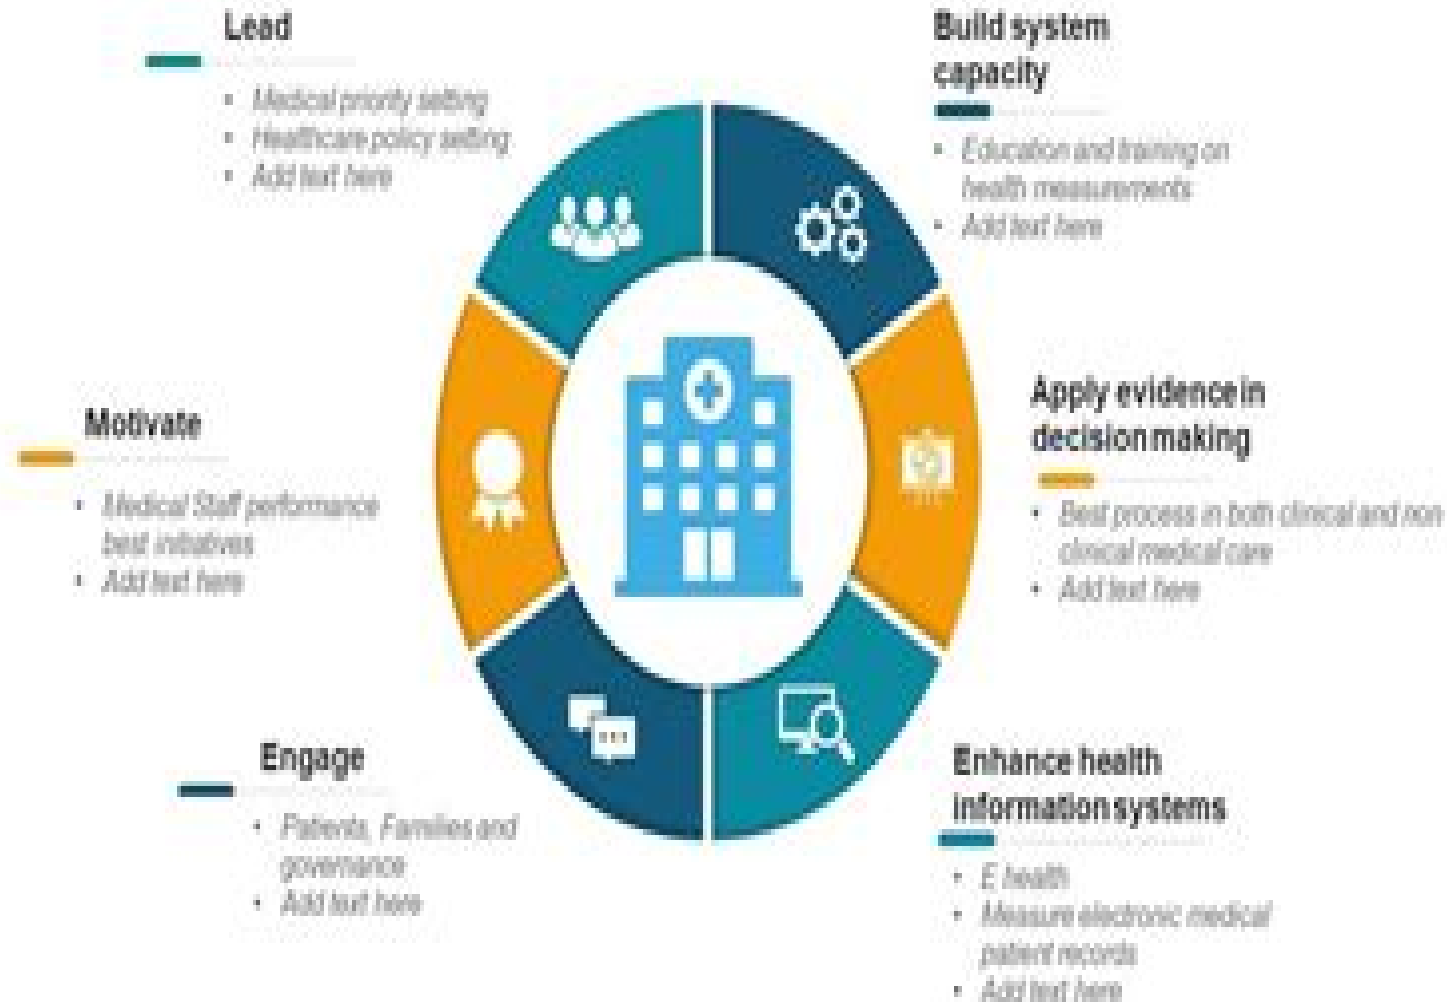 Lead
• Medical priority setting
• Healthcare policy setting
• Add text here
Build system
capacity
• Education and training on
health measurements
• Add text here
Motivate
• Medical Staff performance
best initiatives
• Add text here
Apply evidence in
decision making
• Best process in both clinical and non
clinical medical care
• Add text here
Engage
• Patients, Families and
governance
• Add text here
Enhance health
information systems
• E health
• Measure electronic medical
patient records
• Add text here